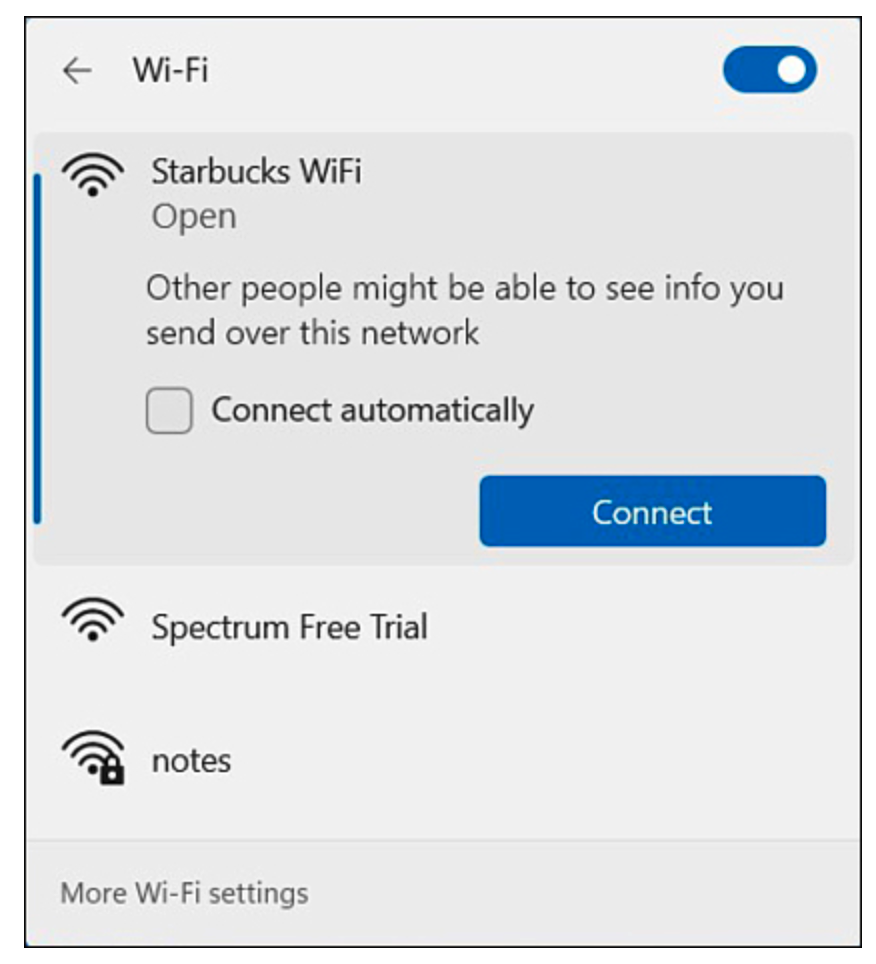 Wi-Fi
Starbucks WiFi
Open
Other people might be able to see info you
send over this network
Connect automatically
Connect
Spectrum Free Trial
notes
More Wi-Fi settings